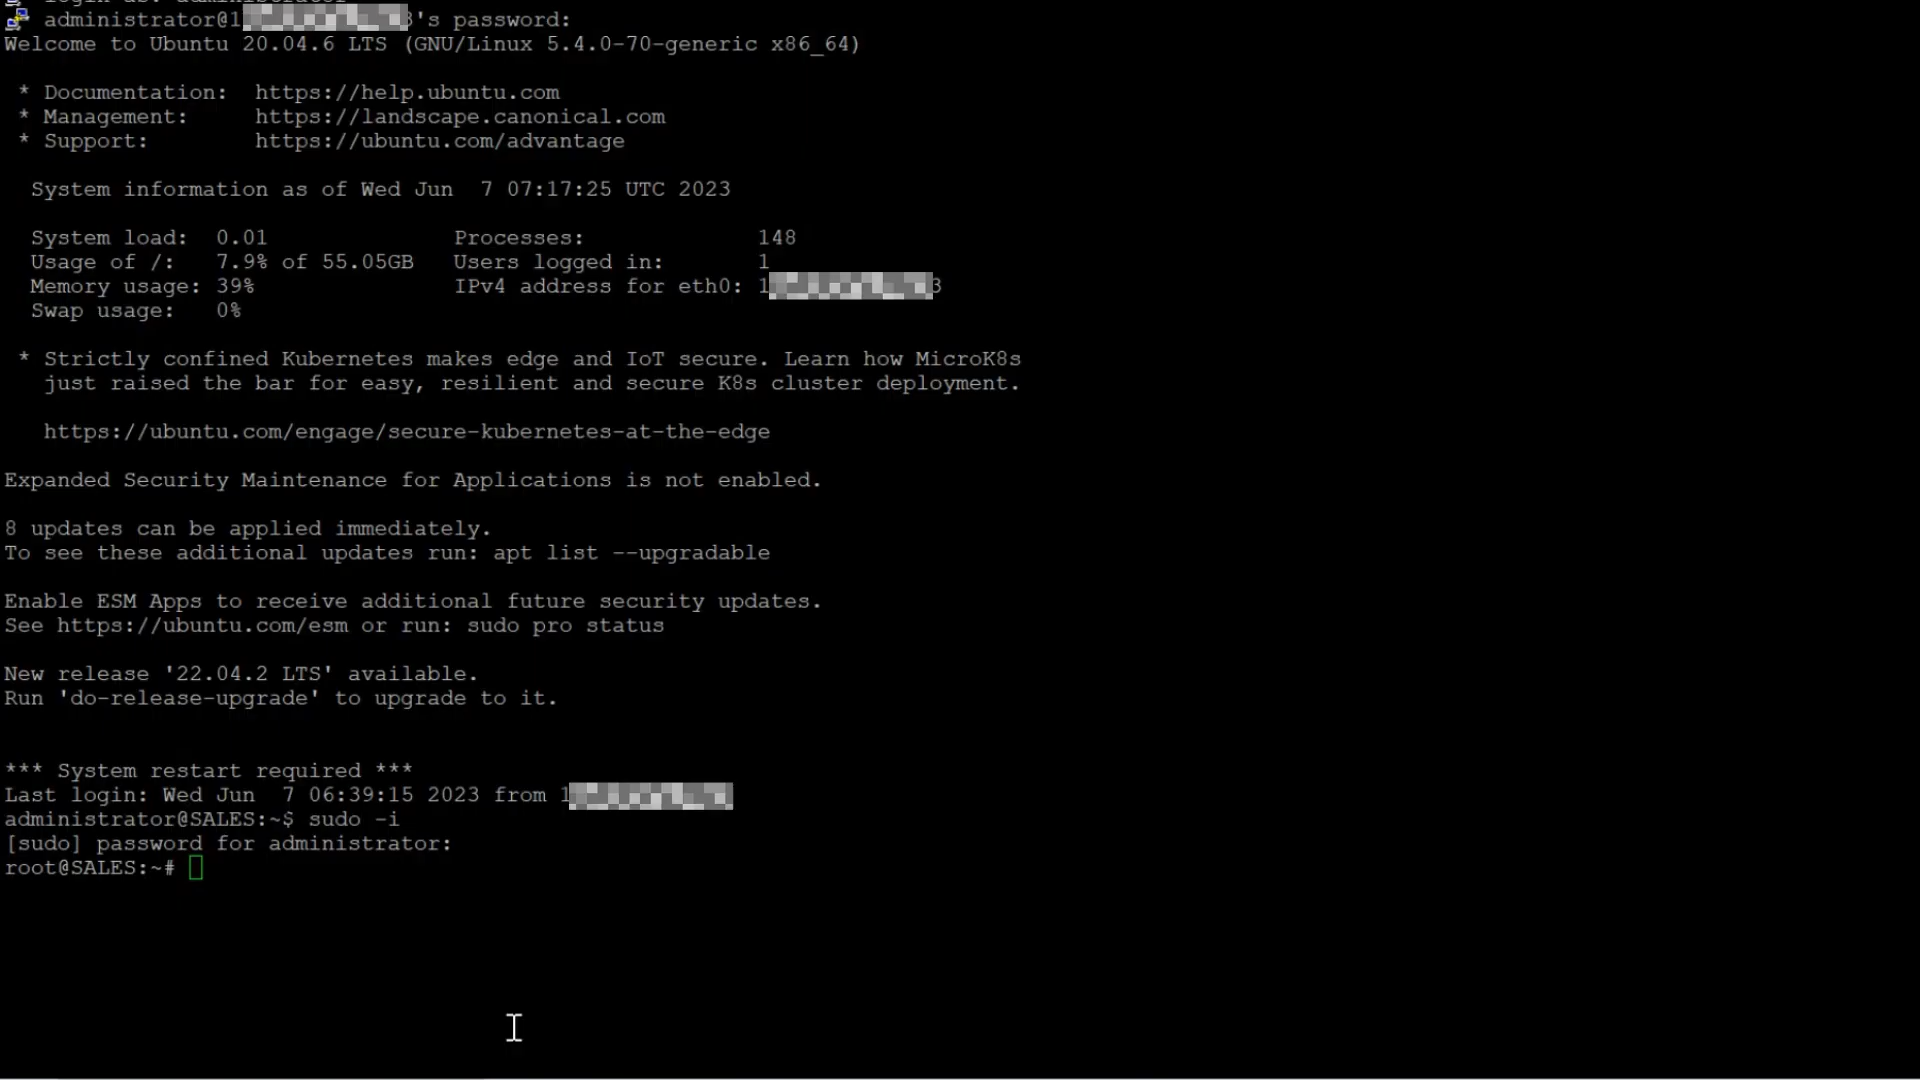 administrator@1 's password:
Welcome to Ubuntu 20.04.6 LTS (GNU/Linux 5.4.0-70-generic x86_64)
* Documentation: https://help.ubuntu.com
* Management: https://landscape.canonical.com
* Support: https://ubuntu.com/advantage
System information as of Wed Jun 7 07:17:25 UTC 2023
System load: 0.01 Processes: 148
Usage of /: 7.9% of 55.05GB Users logged in: 1
Memory usage: 39% IPv4 address for eth0: 1 3
Swap usage: 0%
* Strictly confined Kubernetes makes edge and IoT secure. Learn how MicroK8s
just raised the bar for easy, resilient and secure K8s cluster deployment.
https://ubuntu.com/engage/secure-kubernetes-at-the-edge
Expanded Security Maintenance for Applications is not enabled.
8 updates can be applied immediately.
To see these additional updates run: apt list --upgradable
Enable ESM Apps to receive additional future security updates.
See https://ubuntu.com/esm or run: sudo pro status
New release '22.04.2 LTS' available.
Run 'do-release-upgrade' to upgrade to it.
*** System restart required ***
Last login: Wed Jun 7 06:39:15 2023 from 1
administrator@SALES:~$ sudo -i
[sudo] password for administrator:
root@SALES:~#